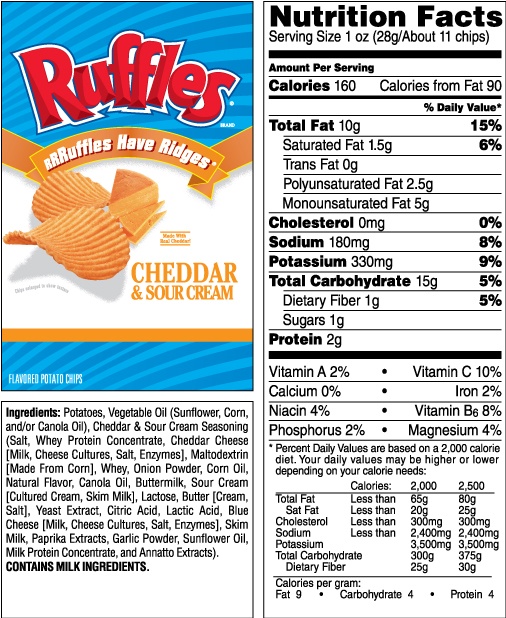 Ruffles®
BRAND
RRRuffles Have Ridges®
Made With
Real Cheddar!
CHEDDAR
& SOUR CREAM
Chips enlarged to show texture
FLAVORED POTATO CHIPS
Ingredients: Potatoes, Vegetable Oil (Sunflower, Corn,
and/or Canola Oil), Cheddar & Sour Cream Seasoning
(Salt, Whey Protein Concentrate, Cheddar Cheese
[Milk, Cheese Cultures, Salt, Enzymes], Maltodextrin
[Made From Corn], Whey, Onion Powder, Corn Oil,
Natural Flavor, Canola Oil, Buttermilk, Sour Cream
[Cultured Cream, Skim Milk], Lactose, Butter [Cream,
Salt], Yeast Extract, Citric Acid, Lactic Acid, Blue
Cheese [Milk, Cheese Cultures, Salt, Enzymes], Skim
Milk, Paprika Extracts, Garlic Powder, Sunflower Oil,
Milk Protein Concentrate, and Annatto Extracts).
CONTAINS MILK INGREDIENTS.
Nutrition Facts
Serving Size 1 oz (28g/About 11 chips)
Amount Per Serving
Calories 160 Calories from Fat 90
% Daily Value*
Total Fat 10g 15%
Saturated Fat 1.5g 6%
Trans Fat 0g
Polyunsaturated Fat 2.5g
Monounsaturated Fat 5g
Cholesterol 0mg 0%
Sodium 180mg 8%
Potassium 330mg 9%
Total Carbohydrate 15g 5%
Dietary Fiber 1g 5%
Sugars 1g
Protein 2g
Vitamin A 2% • Vitamin C 10%
Calcium 0% • Iron 2%
Niacin 4% • Vitamin B6 8%
Phosphorus 2% • Magnesium 4%
* Percent Daily Values are based on a 2,000 calorie
diet. Your daily values may be higher or lower
depending on your calorie needs:
Calories: 2,000 2,500
Total Fat Less than 65g 80g
Sat Fat Less than 20g 25g
Cholesterol Less than 300mg 300mg
Sodium Less than 2,400mg 2,400mg
Potassium 3,500mg 3,500mg
Total Carbohydrate 300g 375g
Dietary Fiber 25g 30g
Calories per gram:
Fat 9 • Carbohydrate 4 • Protein 4